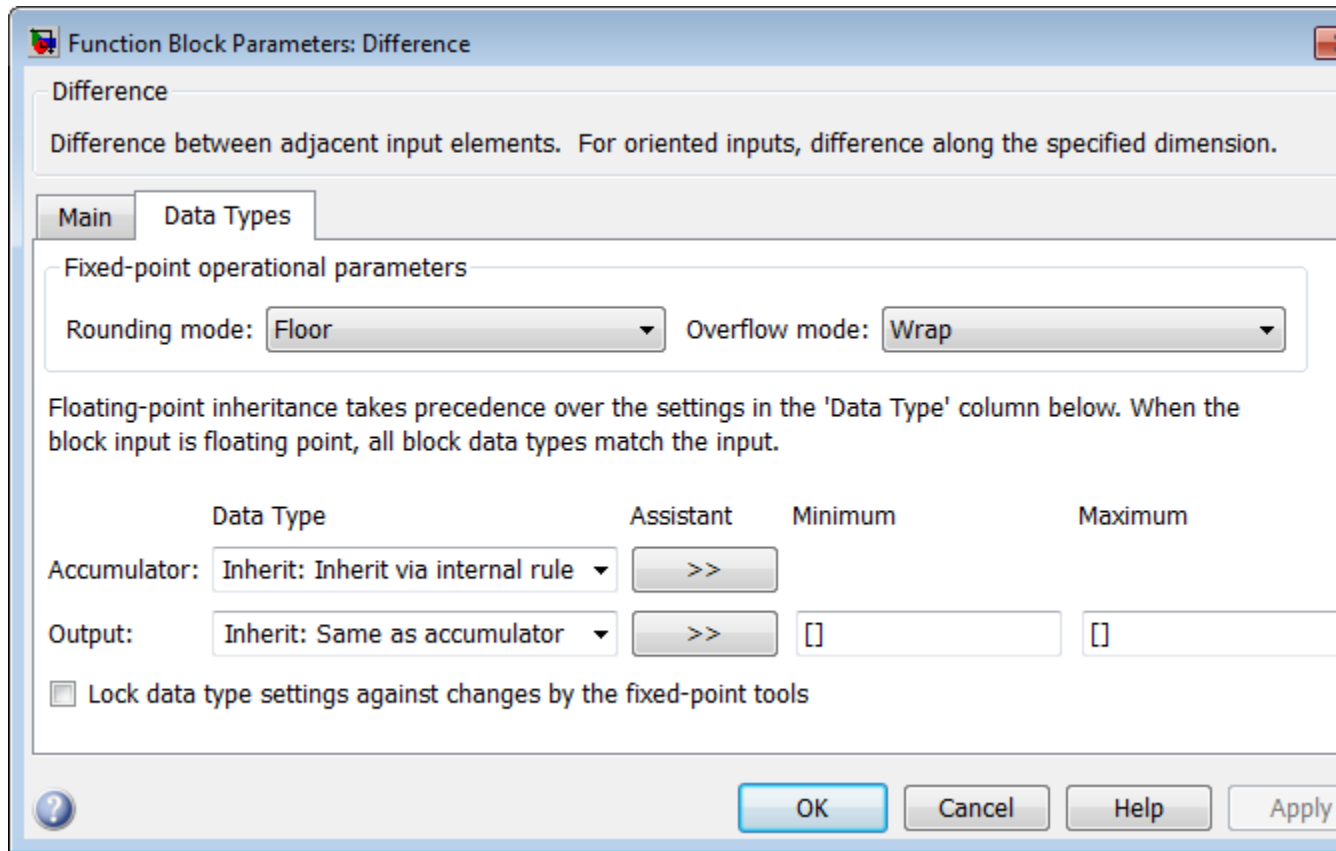 Function Block Parameters: Difference
Difference
Difference between adjacent input elements.  For oriented inputs, difference along the specified dimension.
Main Data Types
Fixed-point operational parameters
Rounding mode: Floor Overflow mode: Wrap
Floating-point inheritance takes precedence over the settings in the 'Data Type' column below. When the
block input is floating point, all block data types match the input.
Data Type Assistant Minimum Maximum
Accumulator: Inherit: Inherit via internal rule >>
Output: Inherit: Same as accumulator >> [] []
Lock data type settings against changes by the fixed-point tools
? OK Cancel Help Apply